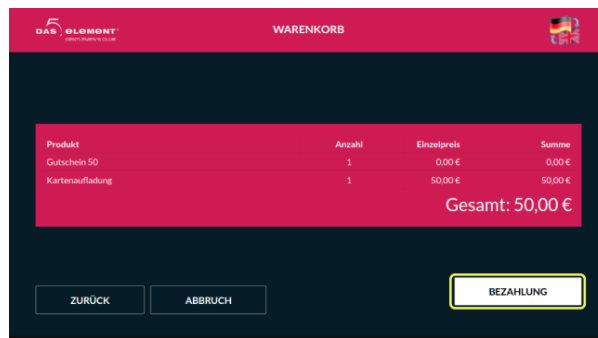 DAS 5 ELEMENT
GENTLEMEN'S CLUB
WARENKORB
Produkt Anzahl Einzelpreis Summe
Gutschein 50 1 0,00 € 0,00 €
Kartenaufladung 1 50,00 € 50,00 €
Gesamt: 50,00 €
ZURÜCK ABBRUCH BEZAHLUNG